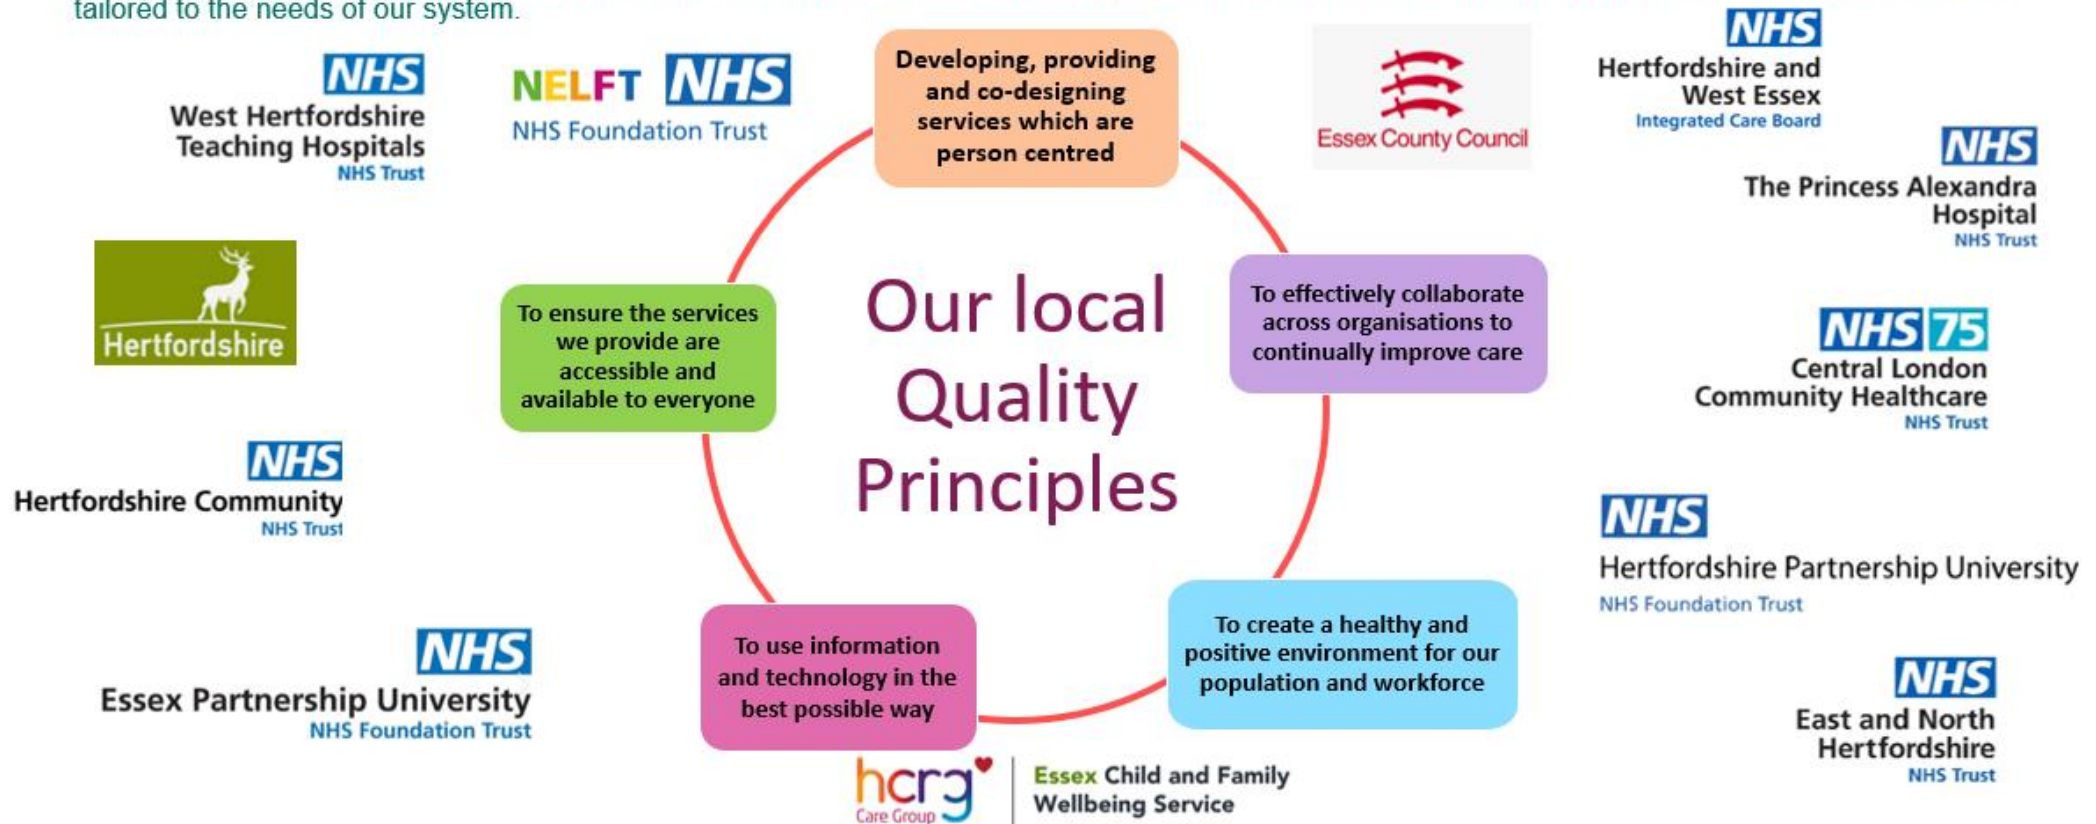 tailored to the needs of our system.
NHS
West Hertfordshire
Teaching Hospitals
NHS Trust
NELFT NHS
NHS Foundation Trust
Developing, providing
and co-designing
services which are
person centred
Essex County Council
NHS
Hertfordshire and
West Essex
Integrated Care Board
NHS
The Princess Alexandra
Hospital
NHS Trust
Hertfordshire
To ensure the services
we provide are
accessible and
available to everyone
Our local
Quality
Principles
To effectively collaborate
across organisations to
continually improve care
NHS 75
Central London
Community Healthcare
NHS Trust
NHS
Hertfordshire Community
NHS Trust
NHS
Hertfordshire Partnership University
NHS Foundation Trust
NHS
Essex Partnership University
NHS Foundation Trust
To use information
and technology in the
best possible way
To create a healthy and
positive environment for our
population and workforce
NHS
East and North
Hertfordshire
NHS Trust
hcrg
Care Group
Essex Child and Family
Wellbeing Service